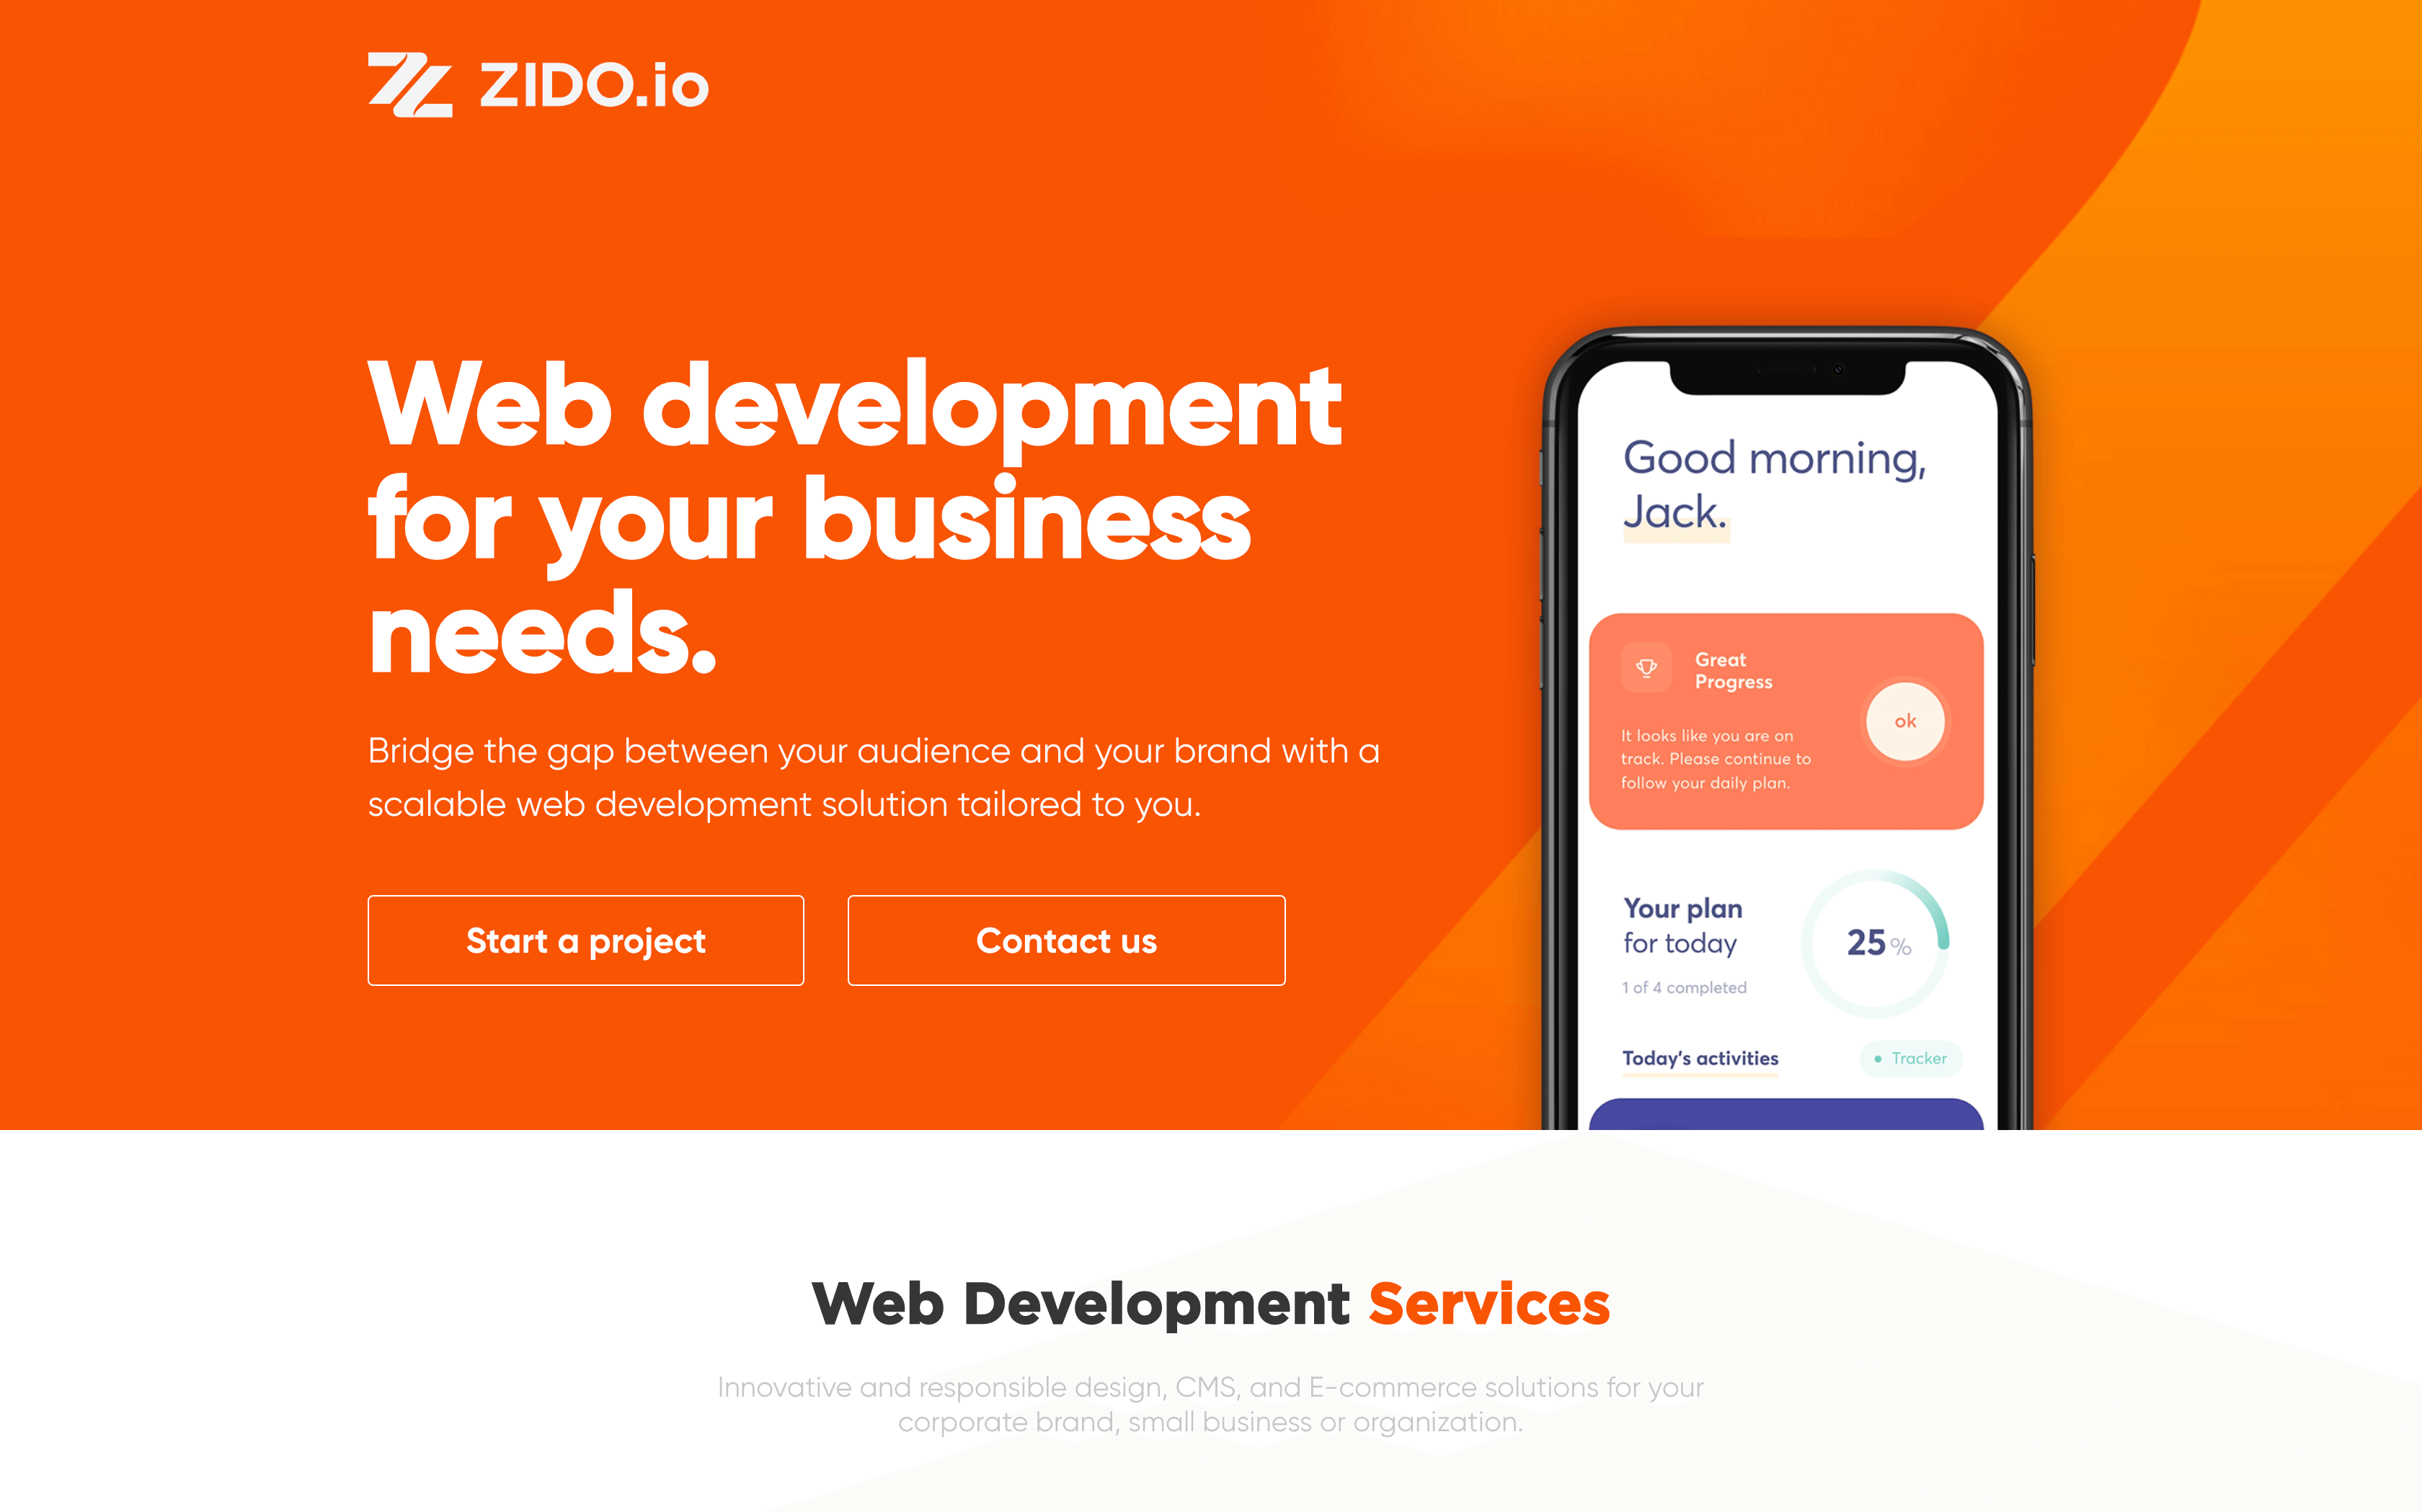 ZIDO.io
Web development
for your business
needs.
Bridge the gap between your audience and your brand with a
scalable web development solution tailored to you.
Start a project
Contact us
Good morning,
Jack.
Great
Progress
ok
It looks like you are on
track. Please continue to
follow your daily plan.
Your plan
for today
25%
1 of 4 completed
Today's activities
Tracker
Web Development Services
Innovative and responsible design, CMS, and E-commerce solutions for your
corporate brand, small business or organization.